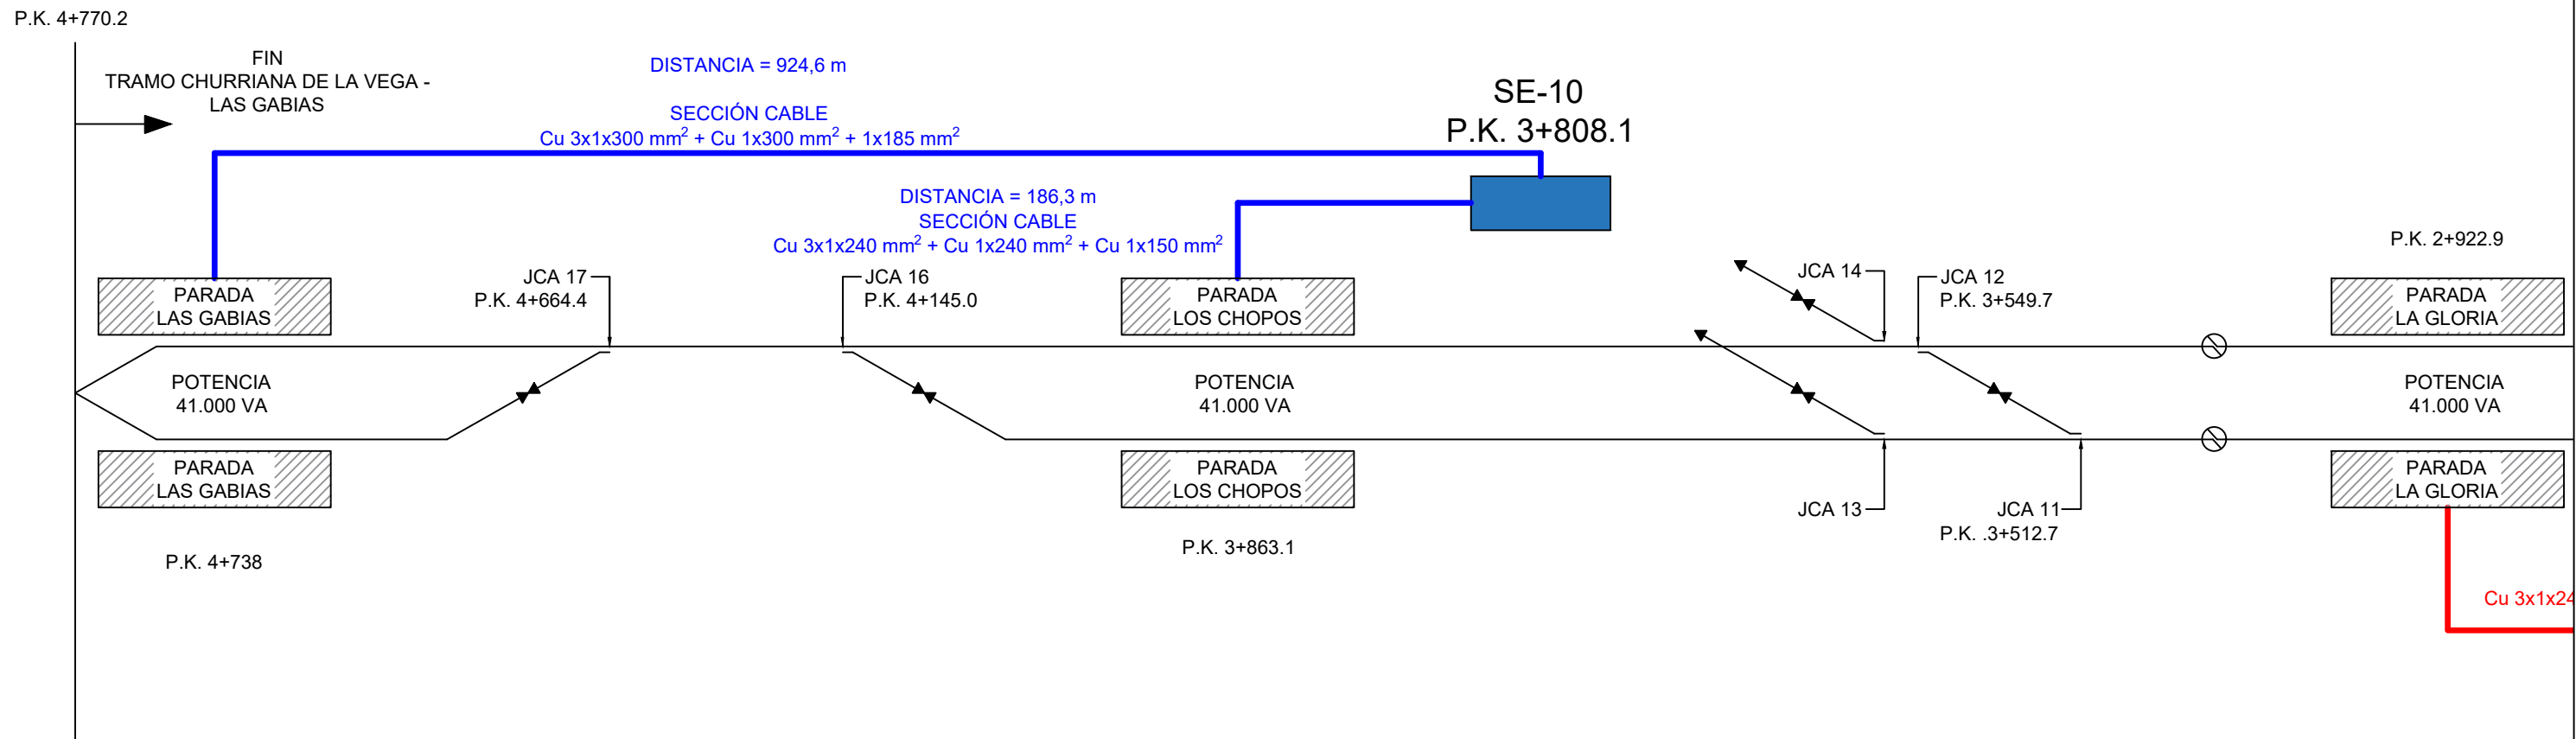 P.K. 4+770.2
FIN
TRAMO CHURRIANA DE LA VEGA -
LAS GABIAS
DISTANCIA = 924,6 m
SECCIÓN CABLE
Cu 3x1x300 mm² + Cu 1x300 mm² + 1x185 mm²
SE-10
P.K. 3+808.1
DISTANCIA = 186,3 m
SECCIÓN CABLE
Cu 3x1x240 mm² + Cu 1x240 mm² + Cu 1x150 mm²
P.K. 2+922.9
PARADA
LAS GABIAS
JCA 17
P.K. 4+664.4
JCA 16
P.K. 4+145.0
PARADA
LOS CHOPOS
JCA 14
JCA 12
P.K. 3+549.7
PARADA
LA GLORIA
POTENCIA
41.000 VA
POTENCIA
41.000 VA
POTENCIA
41.000 VA
PARADA
LAS GABIAS
PARADA
LOS CHOPOS
JCA 13
JCA 11
P.K. .3+512.7
PARADA
LA GLORIA
P.K. 4+738
P.K. 3+863.1
Cu 3x1x24